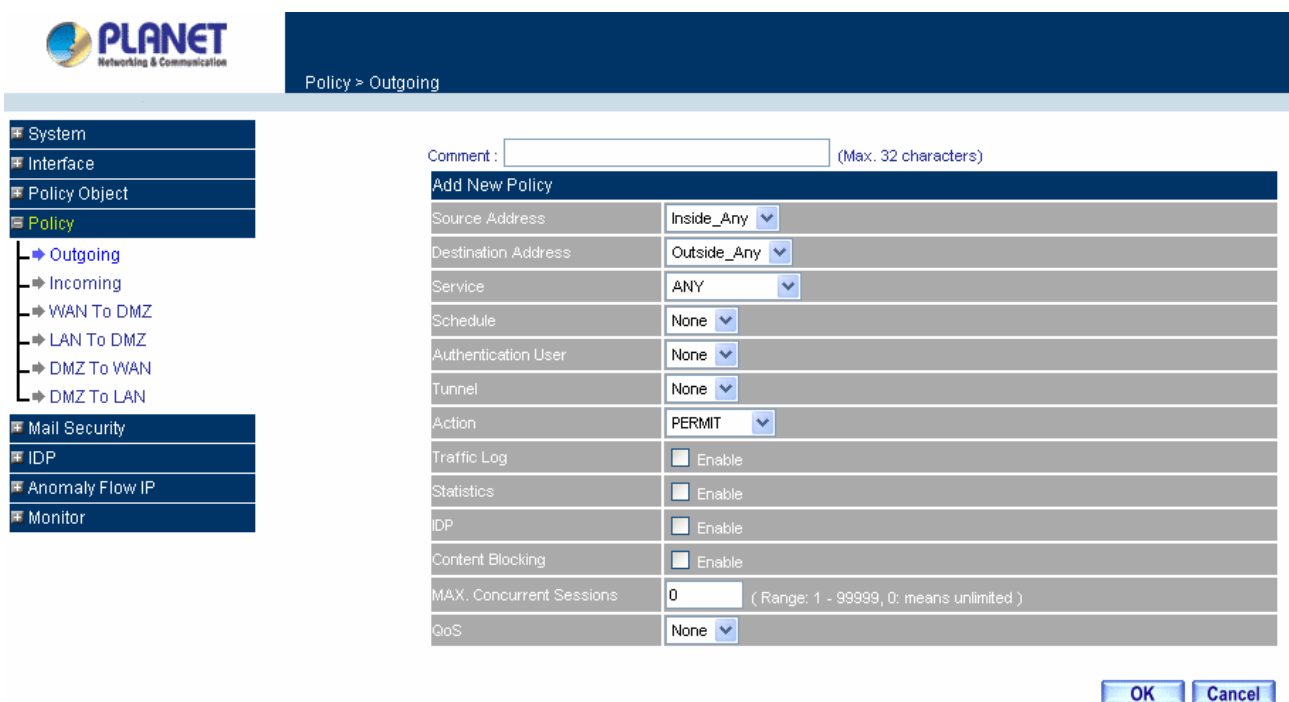 PLANET
Networking & Communication
Policy > Outgoing
System
Interface
Policy Object
Policy
Outgoing
Incoming
WAN To DMZ
LAN To DMZ
DMZ To WAN
DMZ To LAN
Mail Security
IDP
Anomaly Flow IP
Monitor
Comment : (Max. 32 characters)
Add New Policy
Source Address Inside_Any
Destination Address Outside_Any
Service ANY
Schedule None
Authentication User None
Tunnel None
Action PERMIT
Traffic Log Enable
Statistics Enable
IDP Enable
Content Blocking Enable
MAX. Concurrent Sessions 0 ( Range: 1 - 99999, 0: means unlimited )
QoS None
OK Cancel